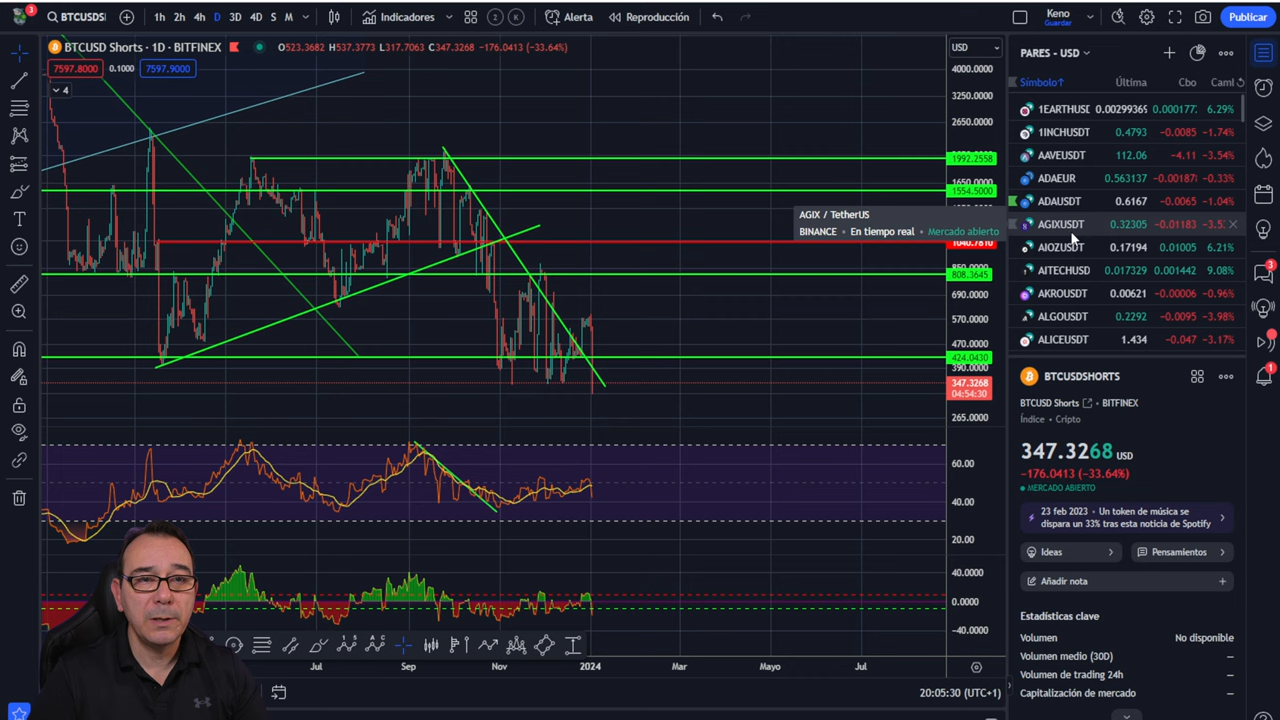 3
BTCUSDS
1h 2h 4h D 3D 4D S M
Indicadores
2 K
Alerta
Reproducción
Keno
Guardar
Publicar
BTCUSD Shorts · 1D · BITFINEX
O523.3682 H537.3773 L317.7063 C347.3268 −176.0413 (−33.64%)
7597.8000 0.1000 7597.9000
4
USD
4000.0000
3250.0000
2650.0000
1992.2558
1650.0000
1554.5000
1040.7810
808.3645
690.0000
570.0000
470.0000
424.0430
390.0000
347.3268
04:54:30
265.0000
60.00
40.00
20.00
40.0000
0.0000
−40.0000
AGIX / TetherUS
BINANCE • En tiempo real • Mercado abierto
Jul Sep Nov 2024 Mar Mayo Jul
20:05:30 (UTC+1)
PARES - USD
Símbolo↑ Última Cbo
1EARTHUSD 0.00299369 0.000177 6.29%
1INCHUSDT 0.4793 −0.0085 −1.74%
AAVEUSDT 112.06 −4.11 −3.54%
ADAEUR 0.563137 −0.00187 −0.33%
ADAUSDT 0.6167 −0.0065 −1.04%
AGIXUSDT 0.32305 −0.01183
AIOZUSDT 0.17194 0.01005 6.21%
AITECHUSD 0.017329 0.001442 9.08%
AKROUSDT 0.00621 −0.00006 −0.96%
ALGOUSDT 0.2292 −0.0095 −3.98%
ALICEUSDT 1.434 −0.047 −3.17%
BTCUSDSHORTS
BTCUSD Shorts • BITFINEX
Índice • Cripto
347.3268 USD
−176.0413 (−33.64%)
MERCADO ABIERTO
23 feb 2023 • Un token de música se
dispara un 33% tras esta noticia de Spotify
Ideas
Pensamientos
Añadir nota
Estadísticas clave
Volumen No disponible
Volumen medio (30D) —
Volumen de trading 24h —
Capitalización de mercado —
3
1